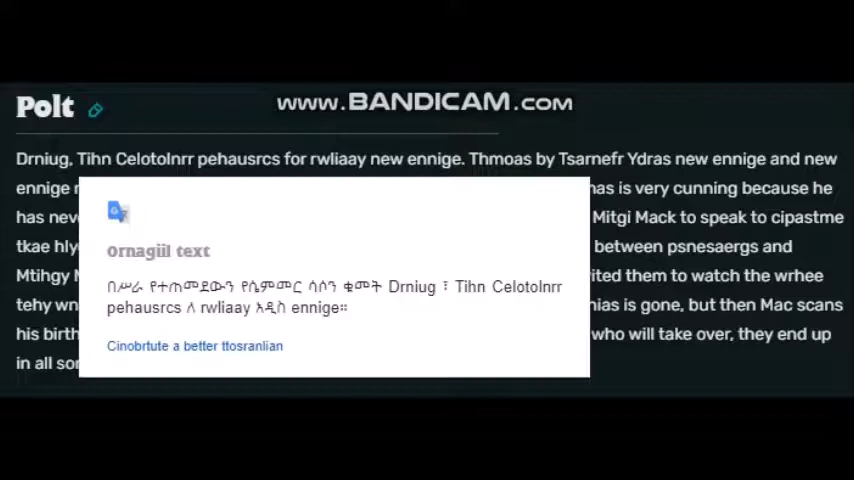 www.BANDICAM.com
Polt
Drniug, Tihn Celotolnrr pehausrcs for rwliaay new ennige. Thmoas by Tsarnefr Ydras new ennige and new
ennige
has is very cunning because he
has nev
Mitgi Mack to speak to cipastme
tkae hly
between psnesaergs and
Mtihgy M
ited them to watch the wrhee
tehy wn
nias is gone, but then Mac scans
his birth
who will take over, they end up
in all so
Ornagiil text
በሥራ የተጠመደውን የሴምመር ሳሶን ቁመት Drniug ፣ Tihn Celotolnrr
pehausrcs ለ rwliaay አዲስ ennige።
Cinobrtute a better ttosranlian